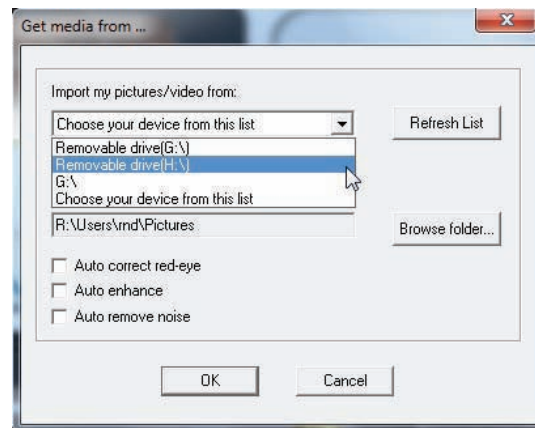 Get media from ...
Import my pictures/video from:
Choose your device from this list
Refresh List
Removable drive(G:\)
Removable drive(H:\)
G:\
Choose your device from this list
R:\Users\rnd\Pictures
Browse folder...
Auto correct red-eye
Auto enhance
Auto remove noise
OK
Cancel